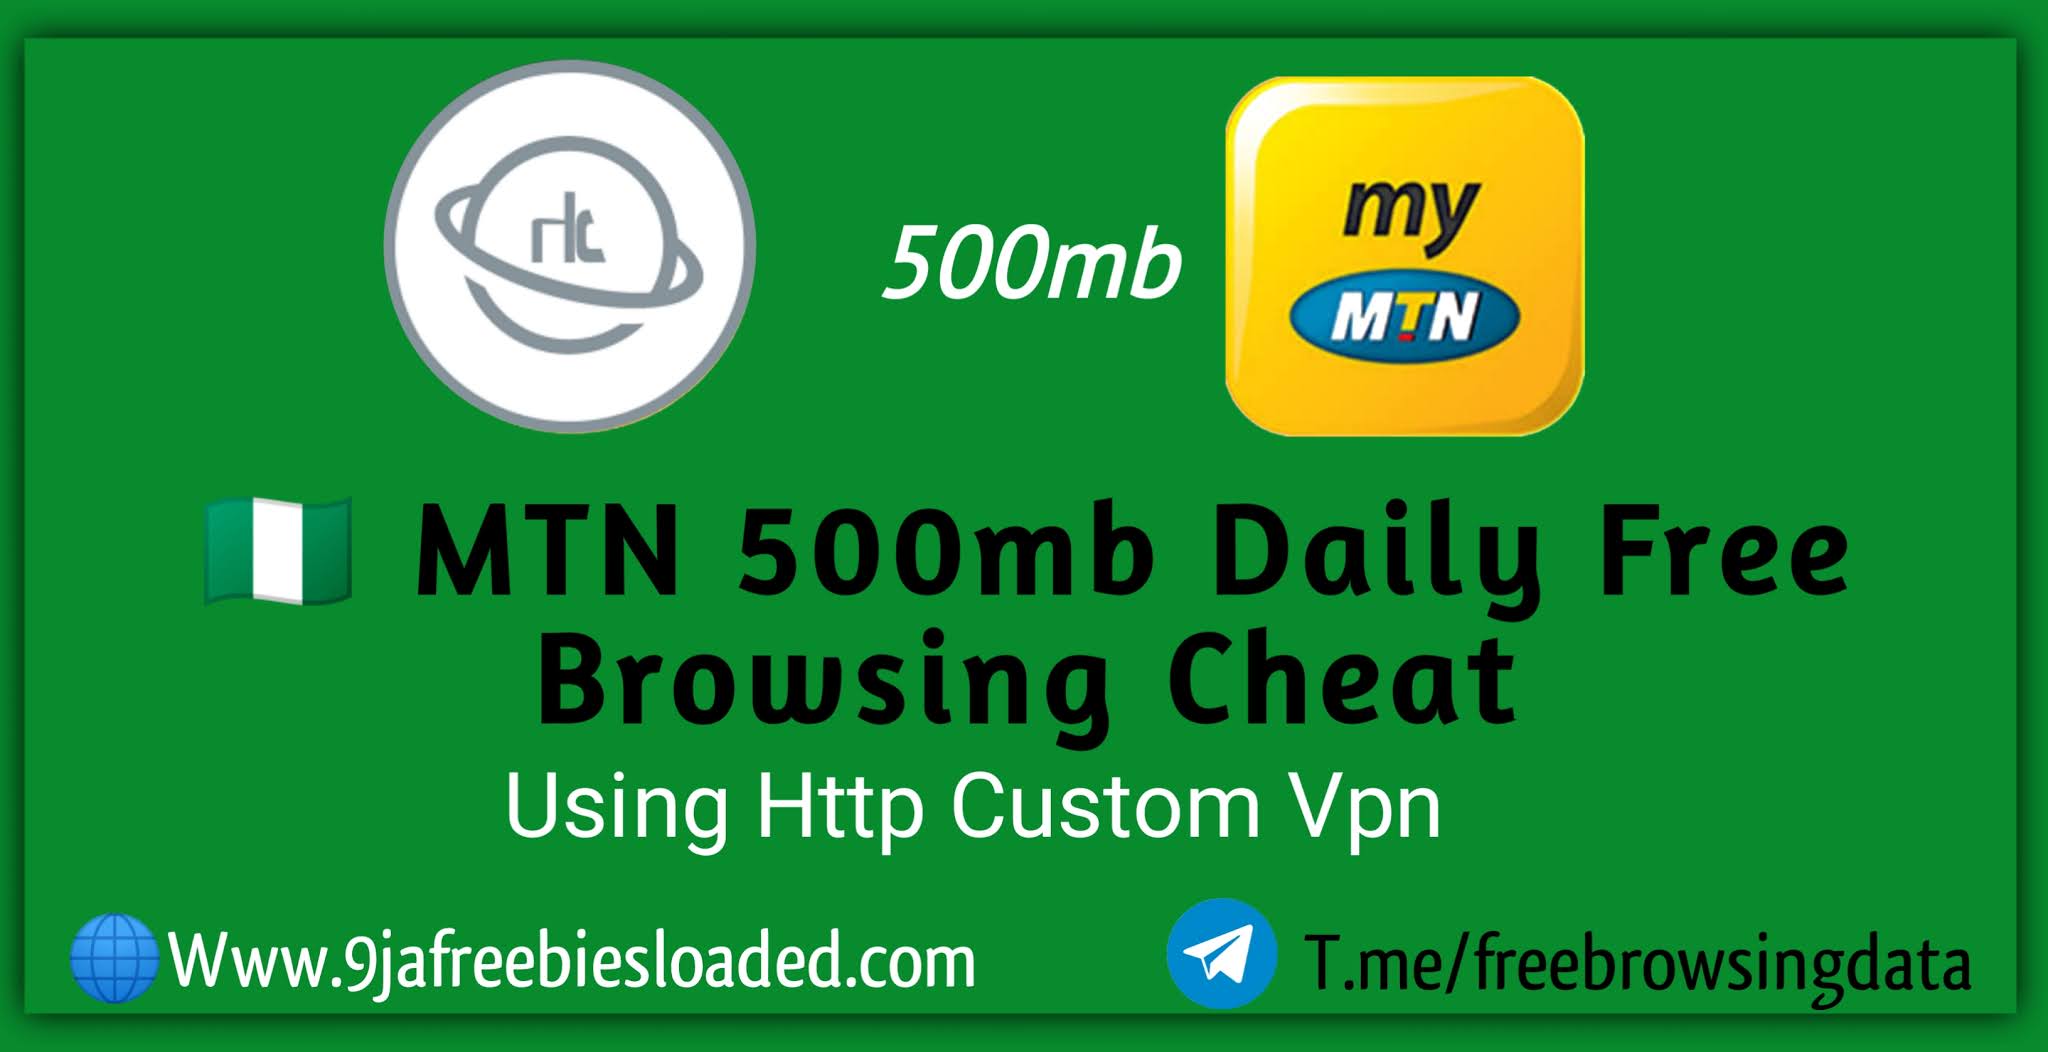 500mb
my
MTN
MTN 500mb Daily Free
Browsing Cheat
Using Http Custom Vpn
Www.9jafreebiesloaded.com
T.me/freebrowsingdata